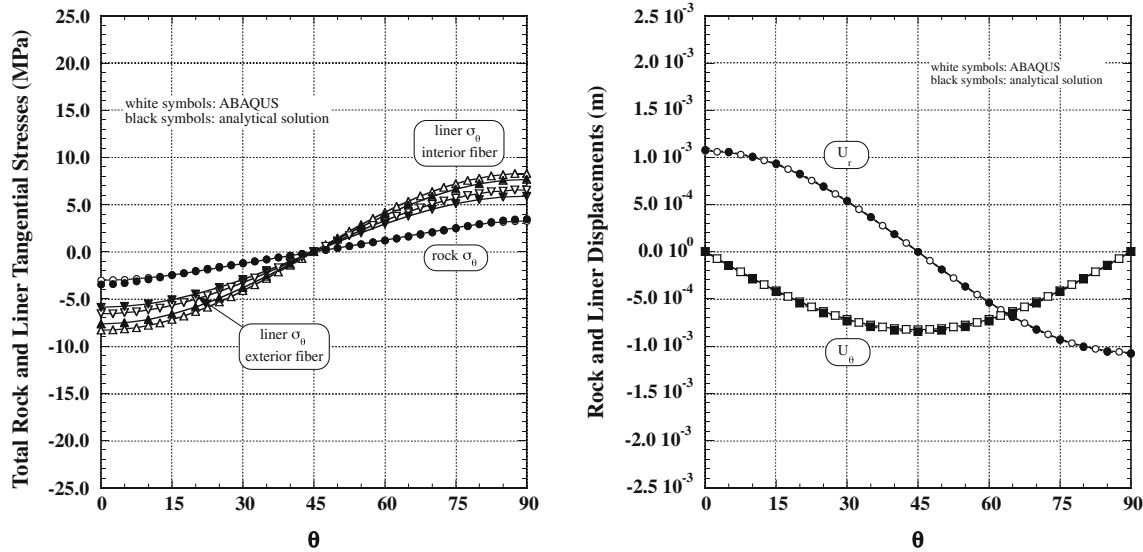 Total Rock and Liner Tangential Stresses (MPa)
25.0
20.0
15.0
10.0
5.0
0.0
-5.0
-10.0
-15.0
-20.0
-25.0
white symbols: ABAQUS
black symbols: analytical solution
liner σθ
interior fiber
rock σθ
liner σθ
exterior fiber
0 15 30 45 60 75 90
θ
Rock and Liner Displacements (m)
2.5 10⁻³
2.0 10⁻³
1.5 10⁻³
1.0 10⁻³
5.0 10⁻⁴
0.0 10⁰
-5.0 10⁻⁴
-1.0 10⁻³
-1.5 10⁻³
-2.0 10⁻³
-2.5 10⁻³
white symbols: ABAQUS
black symbols: analytical solution
Ur
Uθ
0 15 30 45 60 75 90
θ